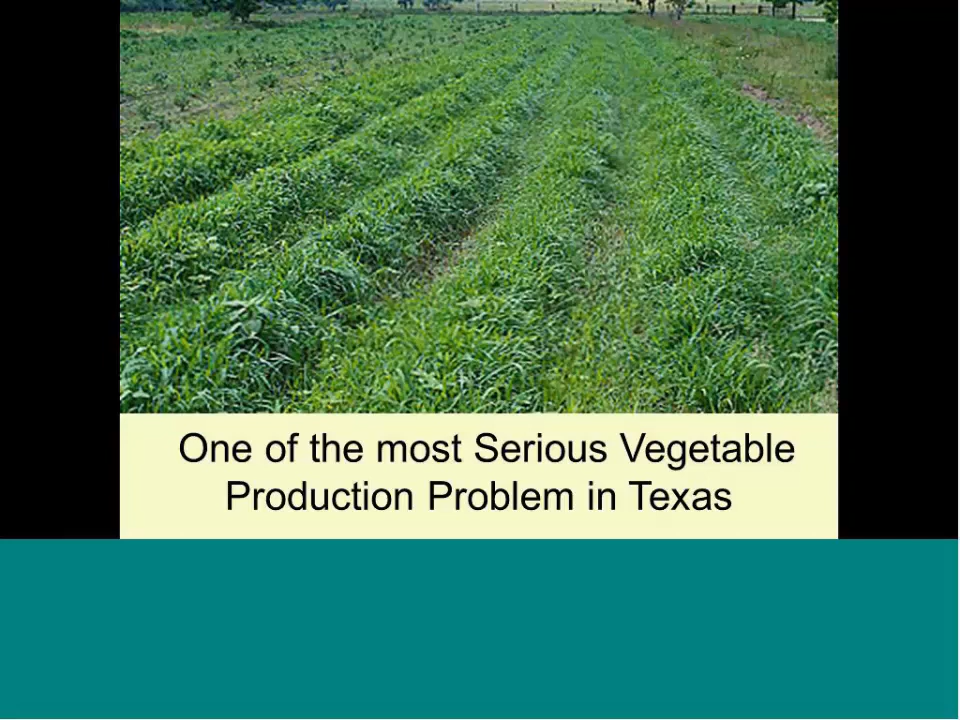 One of the most Serious Vegetable
Production Problem in Texas